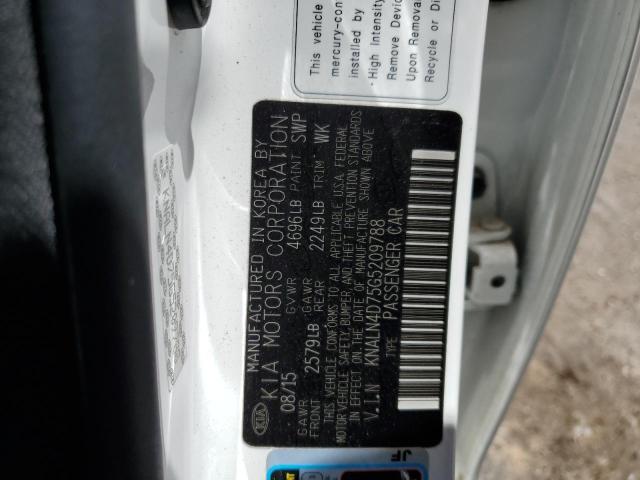 This vehicle
mercury-con
installed by
High Intensity
Remove Devic
Upon Removal
Recycle or Di
KIA
MANUFACTURED IN KOREA BY
KIA MOTORS CORPORATION
08/15 GVWR 4696LB PAINT SWP
GAWR FRONT 2579LB GAWR REAR 2249LB TRIM WK
THIS VEHICLE CONFORMS TO ALL APPLICABLE U.S.A. FEDERAL
MOTOR VEHICLE SAFETY, BUMPER, AND THEFT PREVENTION STANDARDS
IN EFFECT ON THE DATE OF MANUFACTURE SHOWN ABOVE
V.I.N KNALN4D75G5209788
TYPE PASSENGER CAR
JF